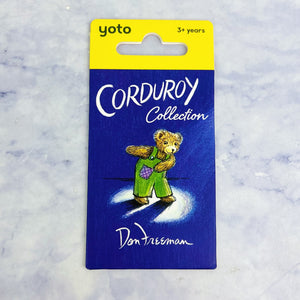 yoto 3+ years
CORDUROY
Collection
Don Freeman